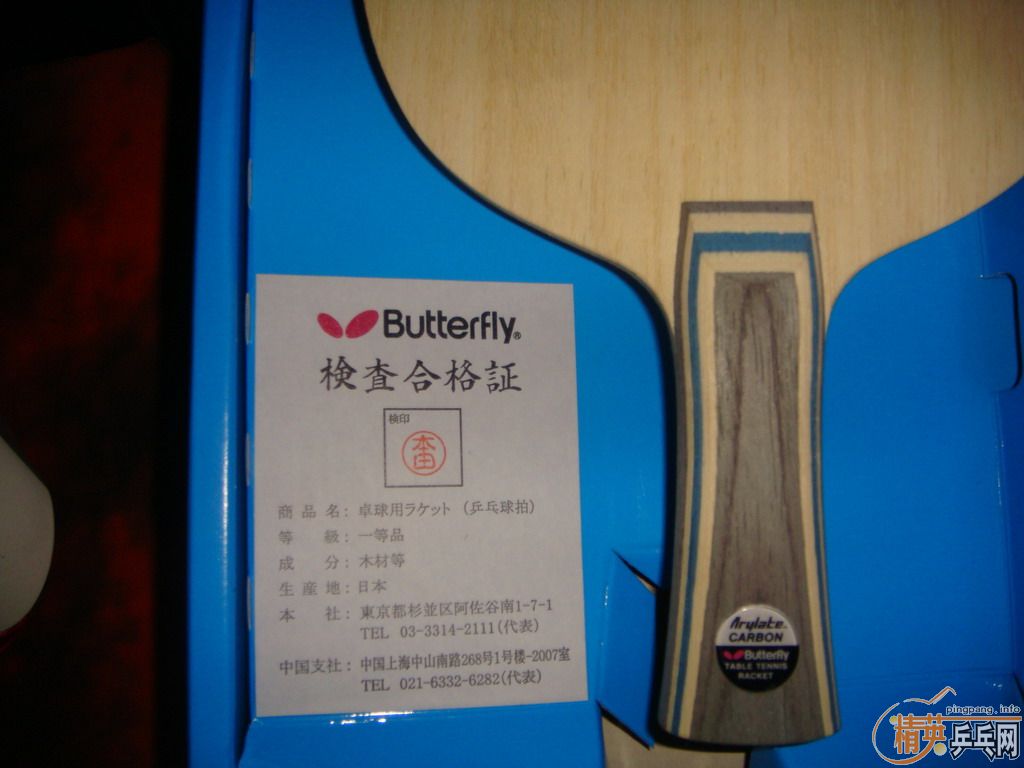 Butterfly®
検査合格証
検印
商品名：卓球用ラケット（乒乓球拍）
等　級：一等品
成　分：木材等
生産地：日本
本　社：東京都杉並区阿佐谷南1-7-1
TEL 03-3314-2111(代表)
中国支社：中国上海中山南路268号1号楼-2007室
TEL 021-6332-6282(代表)
Arylate
CARBON
Butterfly
TABLE TENNIS
RACKET
pingpang.info
精英乒乓网